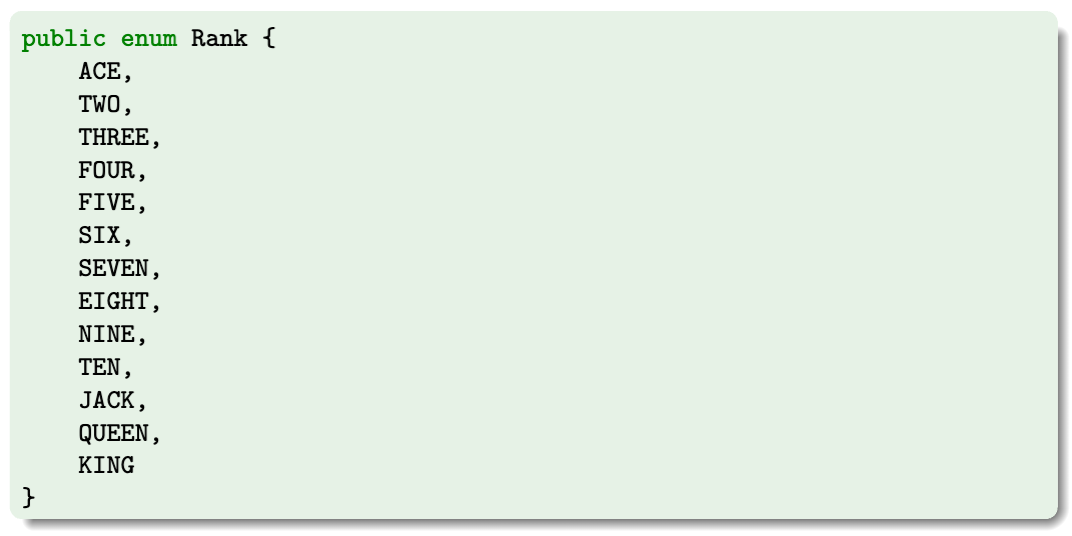 public enum Rank {
    ACE,
    TWO,
    THREE,
    FOUR,
    FIVE,
    SIX,
    SEVEN,
    EIGHT,
    NINE,
    TEN,
    JACK,
    QUEEN,
    KING
}